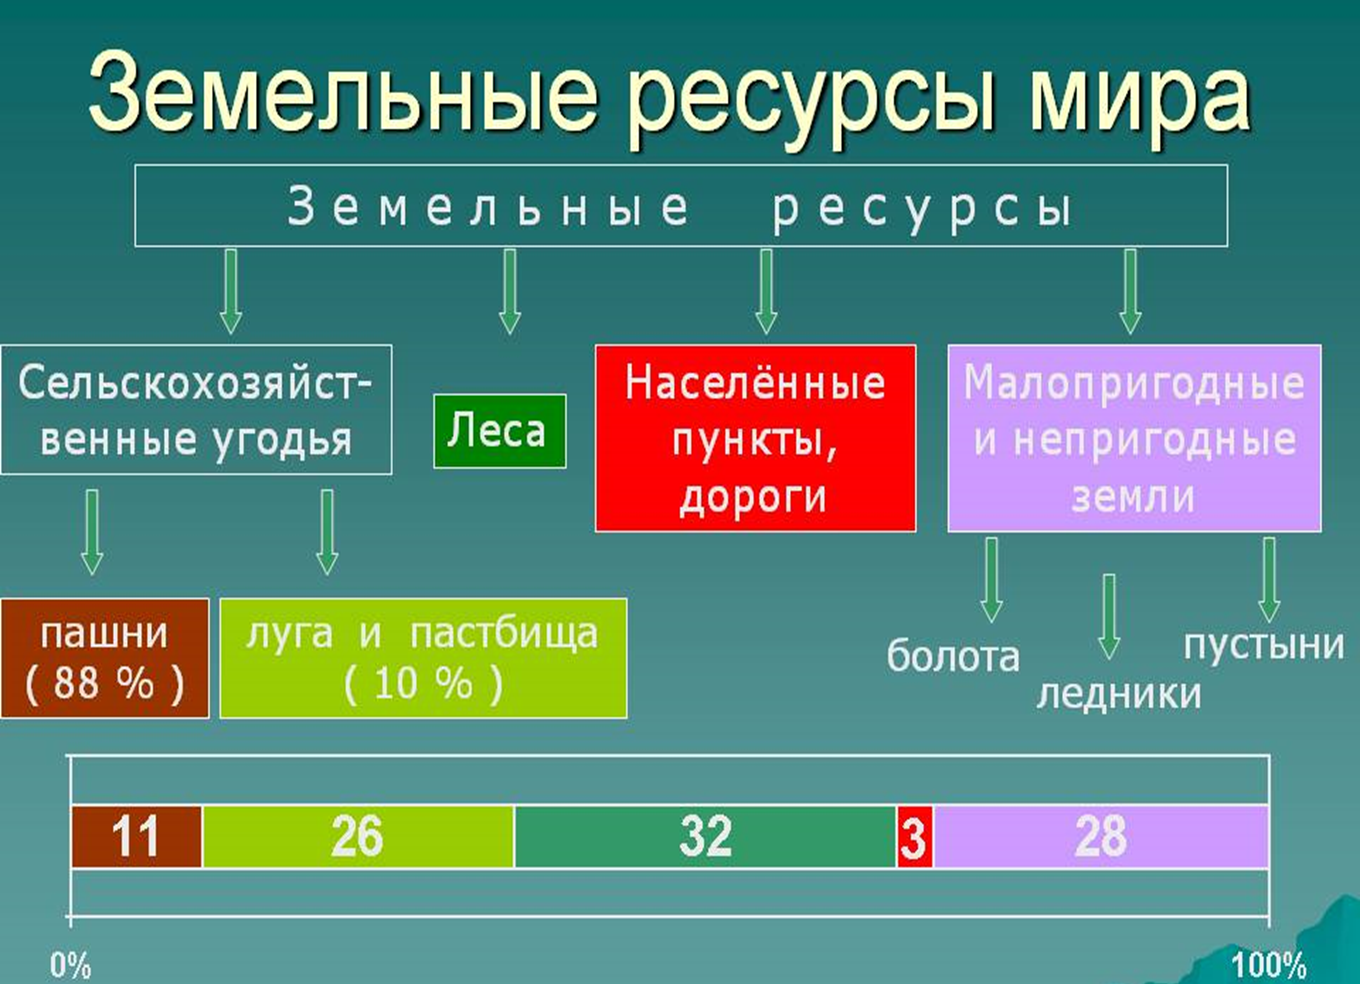 Земельные ресурсы мира
Земельные ресурсы
Сельскохозяйст-
венные угодья
Леса
Населённые
пункты,
дороги
Малопригодные
и непригодные
земли
пашни
( 88 % )
луга и пастбища
( 10 % )
болота
ледники
пустыни
11 26 32 3 28
0% 100%